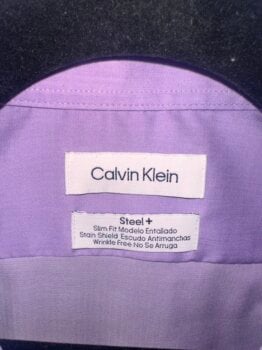 Calvin Klein
Steel +
Slim Fit Modelo Entallado
Stain Shield Escudo Antimanchas
Wrinkle Free No Se Arruga